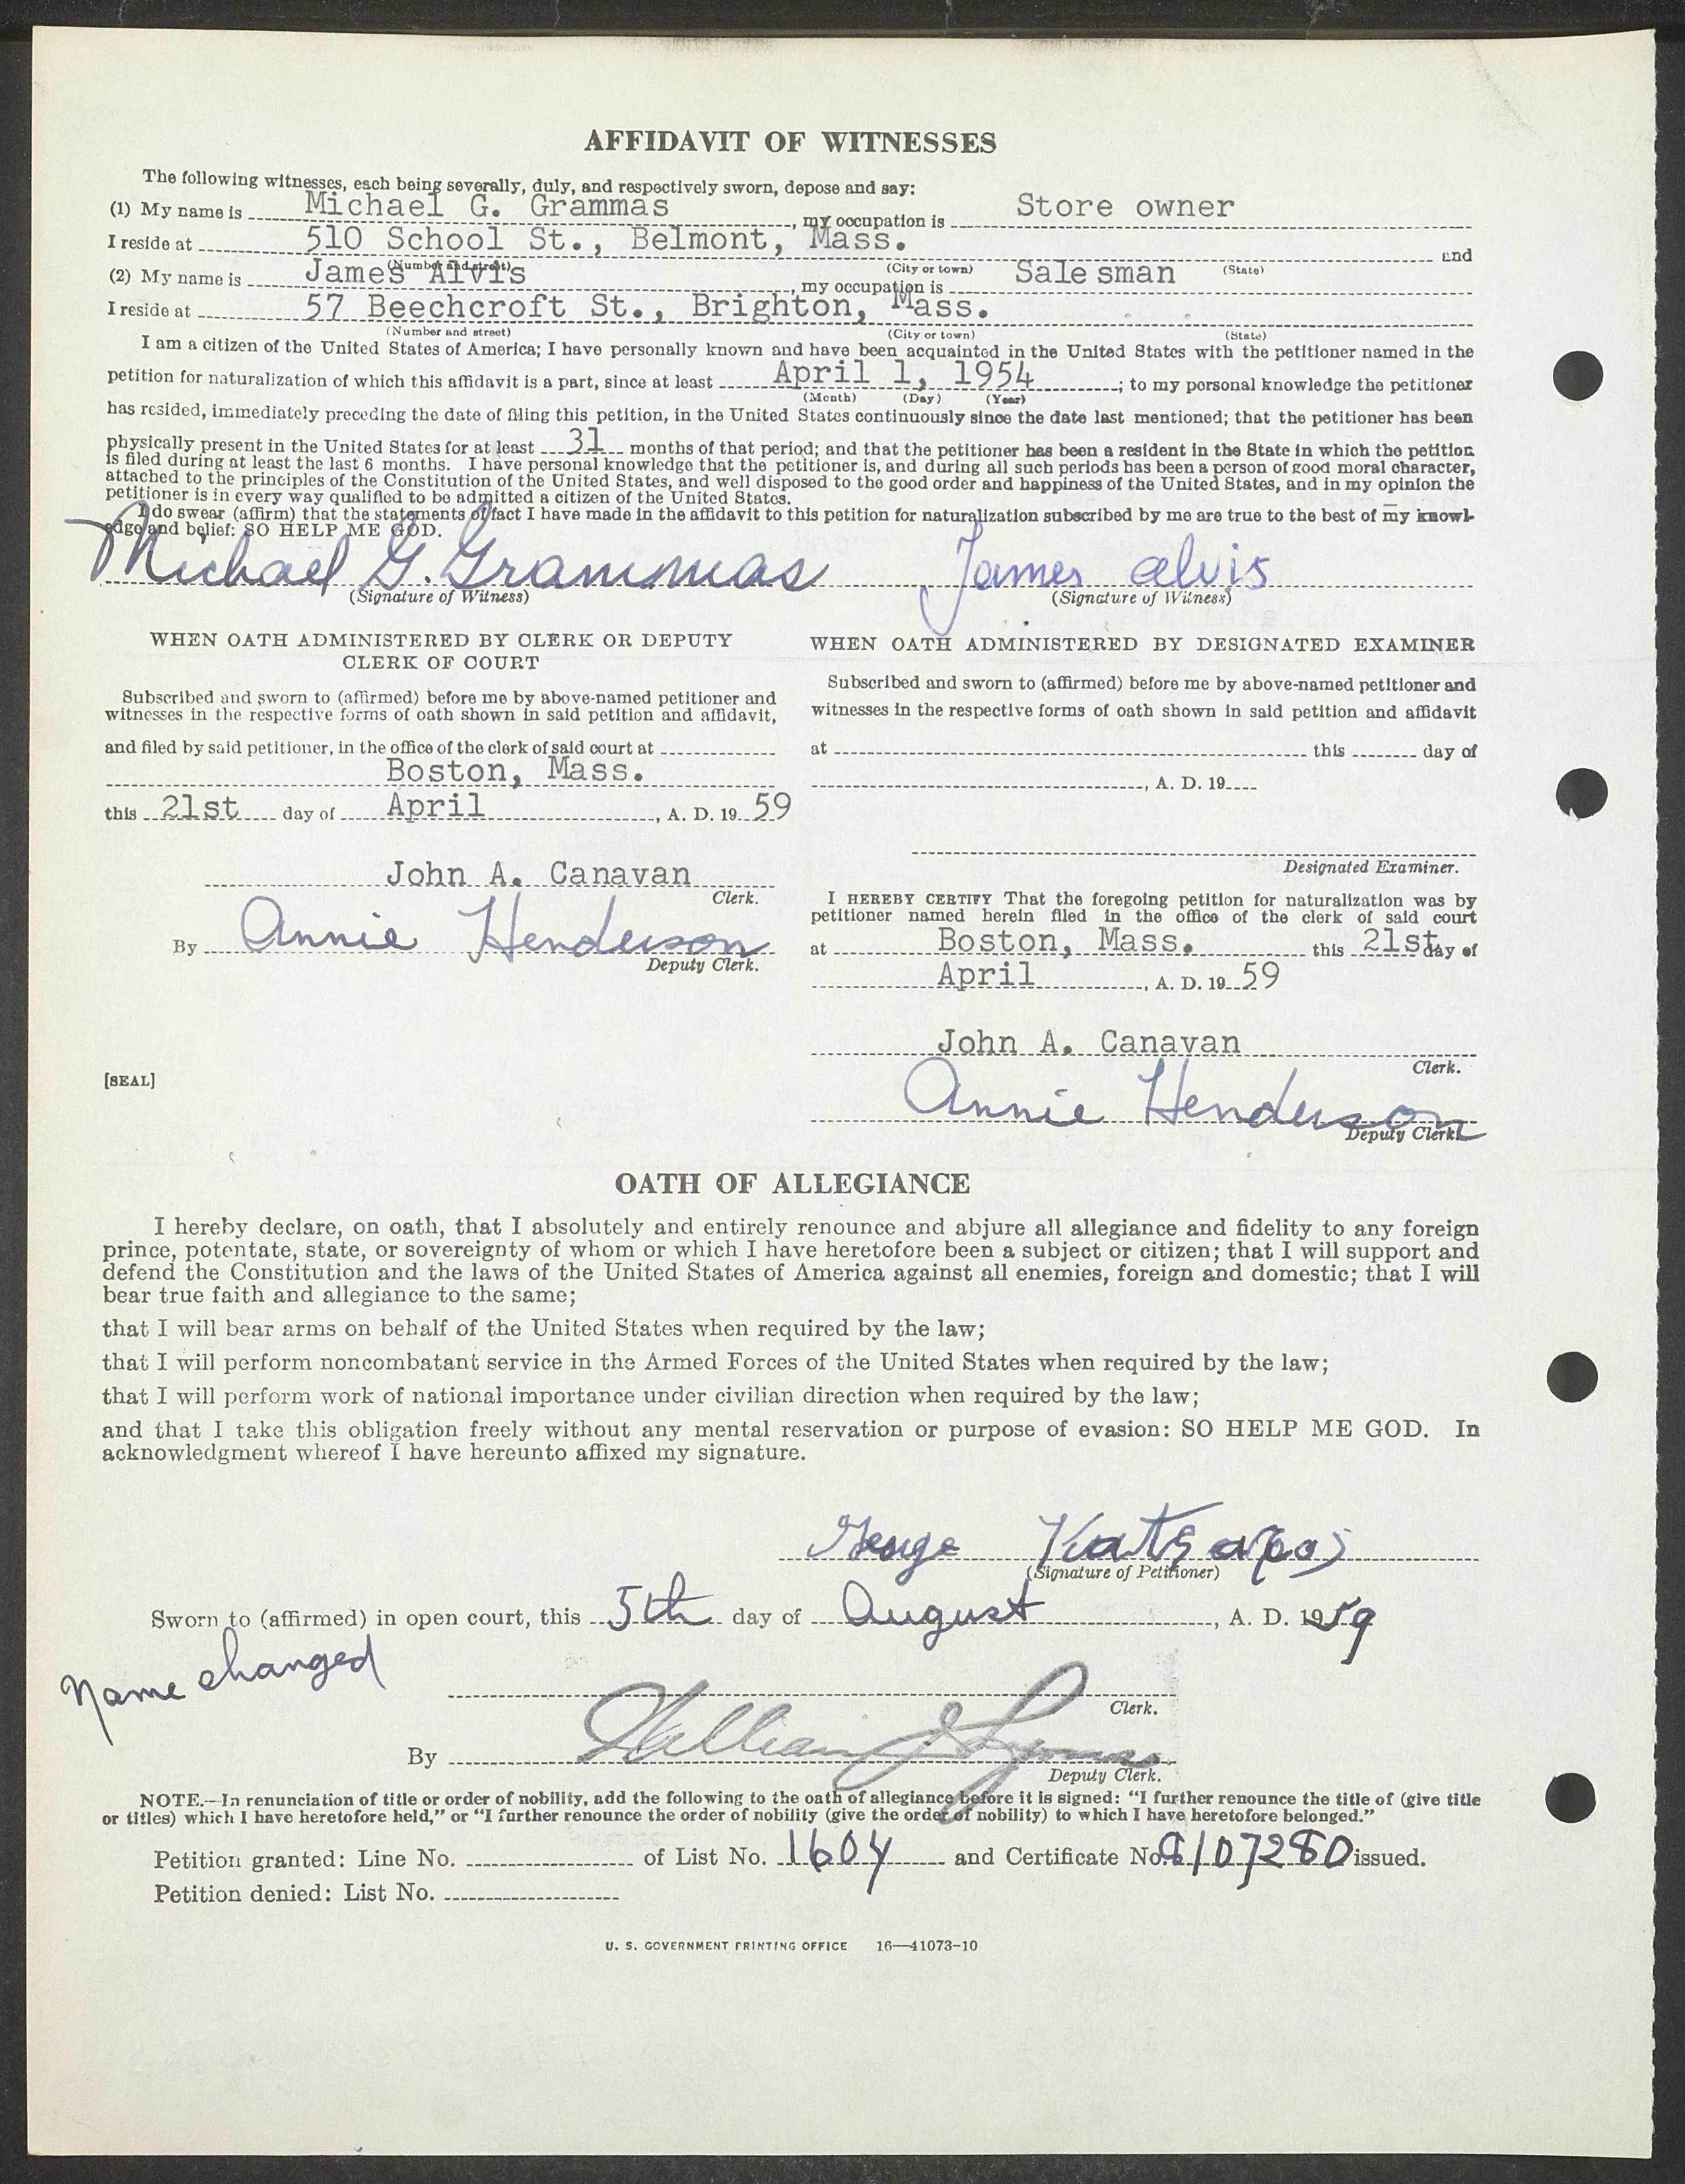 AFFIDAVIT OF WITNESSES
The following witnesses, each being severally, duly, and respectively sworn, depose and say:
(1) My name is Michael G. Grammas, my occupation is Store owner
I reside at 510 School St., Belmont, Mass. and
(Number and street) (City or town) (State)
(2) My name is James Alvis, my occupation is Sale sman
I reside at 57 Beechcroft St., Brighton, Mass.
(Number and street) (City or town) (State)
I am a citizen of the United States of America; I have personally known and have been acquainted in the United States with the petitioner named in the
petition for naturalization of which this affidavit is a part, since at least April 1, 1954; to my personal knowledge the petitioner
(Month) (Day) (Year)
has resided, immediately preceding the date of filing this petition, in the United States continuously since the date last mentioned; that the petitioner has been
physically present in the United States for at least 31 months of that period; and that the petitioner has been a resident in the State in which the petition
is filed during at least the last 6 months. I have personal knowledge that the petitioner is, and during all such periods has been a person of good moral character,
attached to the principles of the Constitution of the United States, and well disposed to the good order and happiness of the United States, and in my opinion the
petitioner is in every way qualified to be admitted a citizen of the United States.
I do swear (affirm) that the statements of fact I have made in the affidavit to this petition for naturalization subscribed by me are true to the best of my knowl-
edge and belief: SO HELP ME GOD.
Michael G. Grammas James Alvis
(Signature of Witness) (Signature of Witness)
WHEN OATH ADMINISTERED BY CLERK OR DEPUTY
CLERK OF COURT
Subscribed and sworn to (affirmed) before me by above-named petitioner and
witnesses in the respective forms of oath shown in said petition and affidavit,
and filed by said petitioner, in the office of the clerk of said court at
Boston, Mass.
this 21st day of April, A. D. 19 59
John A. Canavan
Clerk.
By Annie Henderson
Deputy Clerk.
[SEAL]
WHEN OATH ADMINISTERED BY DESIGNATED EXAMINER
Subscribed and sworn to (affirmed) before me by above-named petitioner and
witnesses in the respective forms of oath shown in said petition and affidavit
at this day of
, A. D. 19
Designated Examiner.
I HEREBY CERTIFY That the foregoing petition for naturalization was by
petitioner named herein filed in the office of the clerk of said court
at Boston, Mass. this 21st day of
April, A. D. 19 59
John A. Canavan
Clerk.
Annie Henderson
Deputy Clerk.
OATH OF ALLEGIANCE
I hereby declare, on oath, that I absolutely and entirely renounce and abjure all allegiance and fidelity to any foreign
prince, potentate, state, or sovereignty of whom or which I have heretofore been a subject or citizen; that I will support and
defend the Constitution and the laws of the United States of America against all enemies, foreign and domestic; that I will
bear true faith and allegiance to the same;
that I will bear arms on behalf of the United States when required by the law;
that I will perform noncombatant service in the Armed Forces of the United States when required by the law;
that I will perform work of national importance under civilian direction when required by the law;
and that I take this obligation freely without any mental reservation or purpose of evasion: SO HELP ME GOD. In
acknowledgment whereof I have hereunto affixed my signature.
George
(Signature of Petitioner)
Sworn to (affirmed) in open court, this 5th day of August, A. D. 1959
Name changed
Clerk.
By William J
Deputy Clerk.
NOTE.—In renunciation of title or order of nobility, add the following to the oath of allegiance before it is signed: “I further renounce the title of (give title
or titles) which I have heretofore held,” or “I further renounce the order of nobility (give the order of nobility) to which I have heretofore belonged.”
Petition granted: Line No. of List No. 1604 and Certificate No. 8107280 issued.
Petition denied: List No.
U. S. GOVERNMENT PRINTING OFFICE 16—41073-10